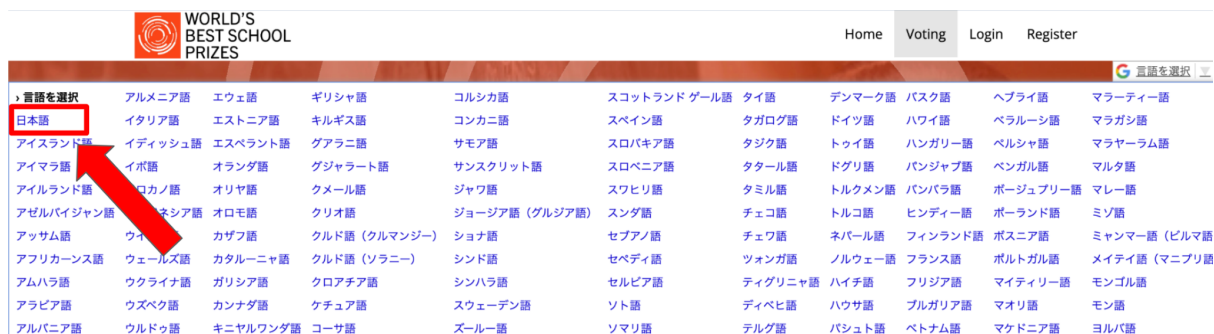 WORLD'S
BEST SCHOOL
PRIZES
Home Voting Login Register
G 言語を選択 ▼
› 言語を選択 アルメニア語 エウェ語 ギリシャ語 コルシカ語 スコットランド ゲール語 タイ語 デンマーク語 バスク語 ヘブライ語 マラーティー語
日本語 イタリア語 エストニア語 キルギス語 コンカニ語 スペイン語 タガログ語 ドイツ語 ハワイ語 ベラルーシ語 マラガシ語
アイスランド語 イディッシュ語 エスペラント語 グアラニ語 サモア語 スロバキア語 タジク語 トゥイ語 ハンガリー語 ペルシャ語 マラヤーラム語
アイマラ語 イボ語 オランダ語 グジャラート語 サンスクリット語 スロベニア語 タタール語 ドグリ語 パンジャブ語 ベンガル語 マルタ語
アイルランド語 ロカノ語 オリヤ語 クメール語 ジャワ語 スワヒリ語 タミル語 トルクメン語 バンバラ語 ボージュプリー語 マレー語
アゼルバイジャン語 ネシア語 オロモ語 クリオ語 ジョージア語（グルジア語） スンダ語 チェコ語 トルコ語 ヒンディー語 ポーランド語 ミゾ語
アッサム語 ウイ カザフ語 クルド語（クルマンジー） ショナ語 セブアノ語 チェワ語 ネパール語 フィンランド語 ボスニア語 ミャンマー語（ビルマ語
アフリカーンス語 ウェールズ語 カタルーニャ語 クルド語（ソラニー） シンド語 セペディ語 ツォンガ語 ノルウェー語 フランス語 ポルトガル語 メイテイ語（マニプリ語
アムハラ語 ウクライナ語 ガリシア語 クロアチア語 シンハラ語 セルビア語 ティグリニャ語 ハイチ語 フリジア語 マイティリー語 モンゴル語
アラビア語 ウズベク語 カンナダ語 ケチュア語 スウェーデン語 ソト語 ディベヒ語 ハウサ語 ブルガリア語 マオリ語 モン語
アルバニア語 ウルドゥ語 キニヤルワンダ語 コーサ語 ズールー語 ソマリ語 テルグ語 パシュト語 ベトナム語 マケドニア語 ヨルバ語